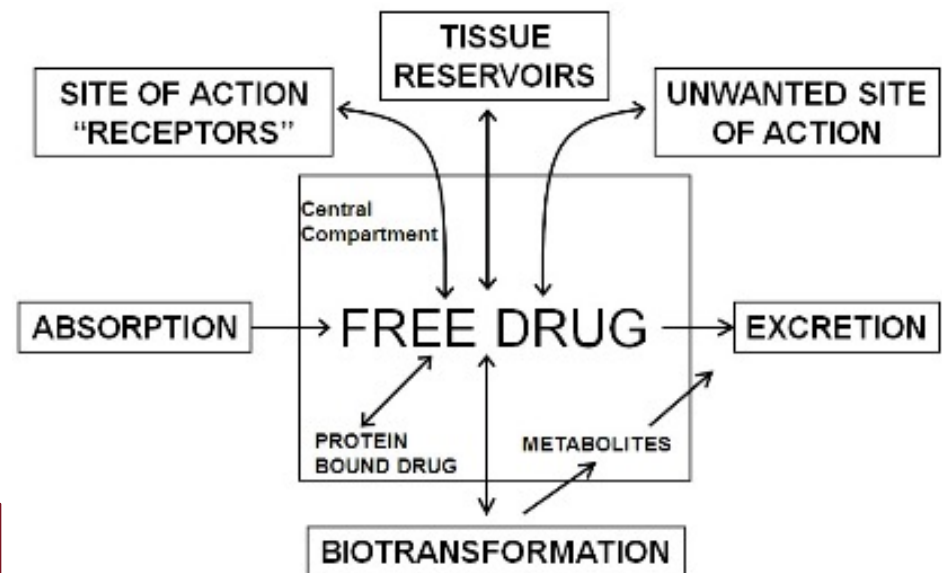 TISSUE
RESERVOIRS
SITE OF ACTION
“RECEPTORS”
UNWANTED SITE
OF ACTION
Central
Compartment
ABSORPTION
FREE DRUG
EXCRETION
PROTEIN
BOUND DRUG
METABOLITES
BIOTRANSFORMATION